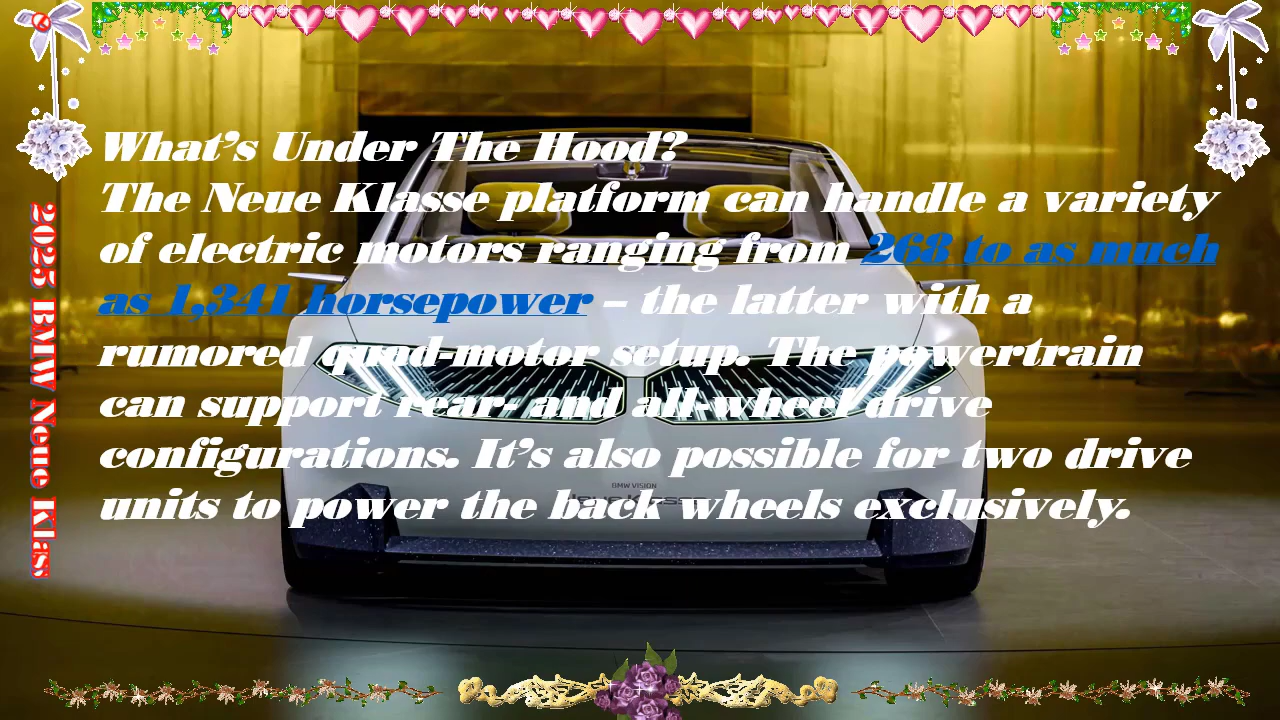 What’s Under The Hood?
The Neue Klasse platform can handle a variety
of electric motors ranging from 268 to as much
as 1,341 horsepower – the latter with a
rumored quad-motor setup. The powertrain
can support rear- and all-wheel drive
configurations. It’s also possible for two drive
units to power the back wheels exclusively.
2025 BMW Neue Klass
BMW VISION
Neue Klasse